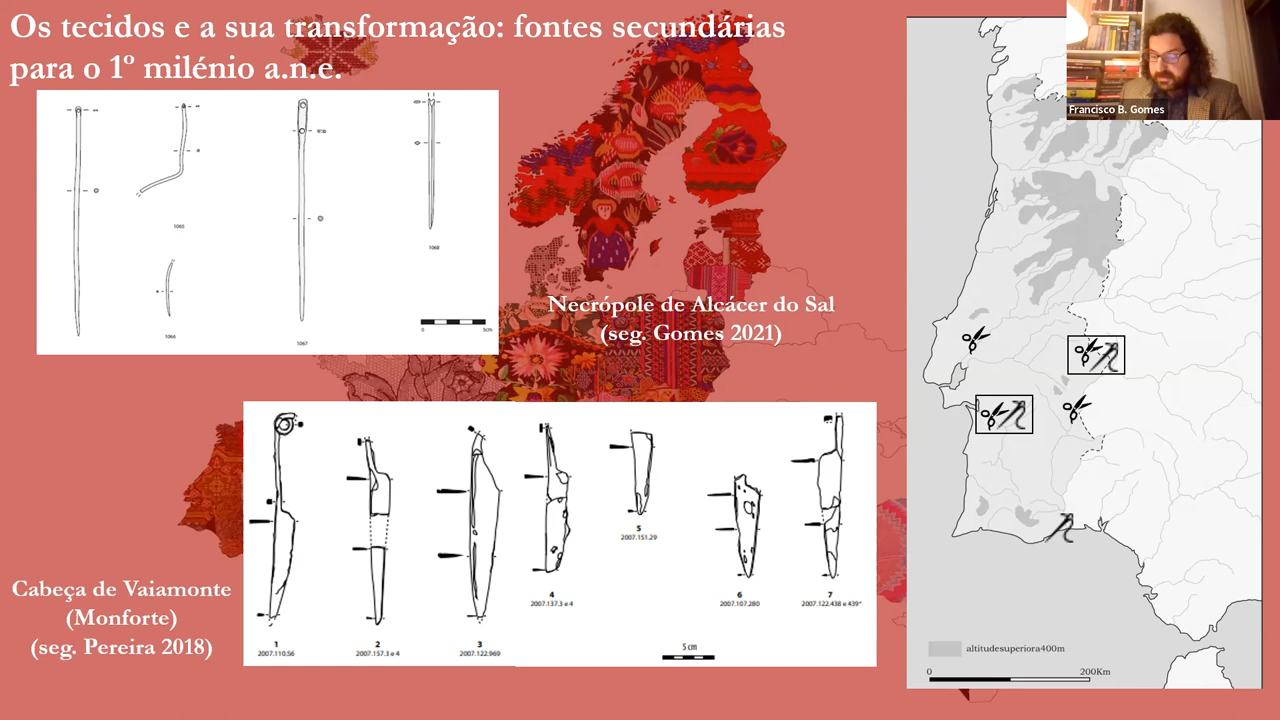 Os tecidos e a sua transformação: fontes secundárias
para o 1º milénio a.n.e.
Francisco B. Gomes
1065
1066
1067
1068
0
5cm
Necrópole de Alcácer do Sal
(seg. Gomes 2021)
Cabeça de Vaiamonte
(Monforte)
(seg. Pereira 2018)
1
2007.110.56
2
2007.157.3 e 4
3
2007.122.969
4
2007.137.3 e 4
5
2007.151.29
6
2007.107.280
7
2007.122.438 e 439*
5 cm
altitudesuperiora400m
0
200Km